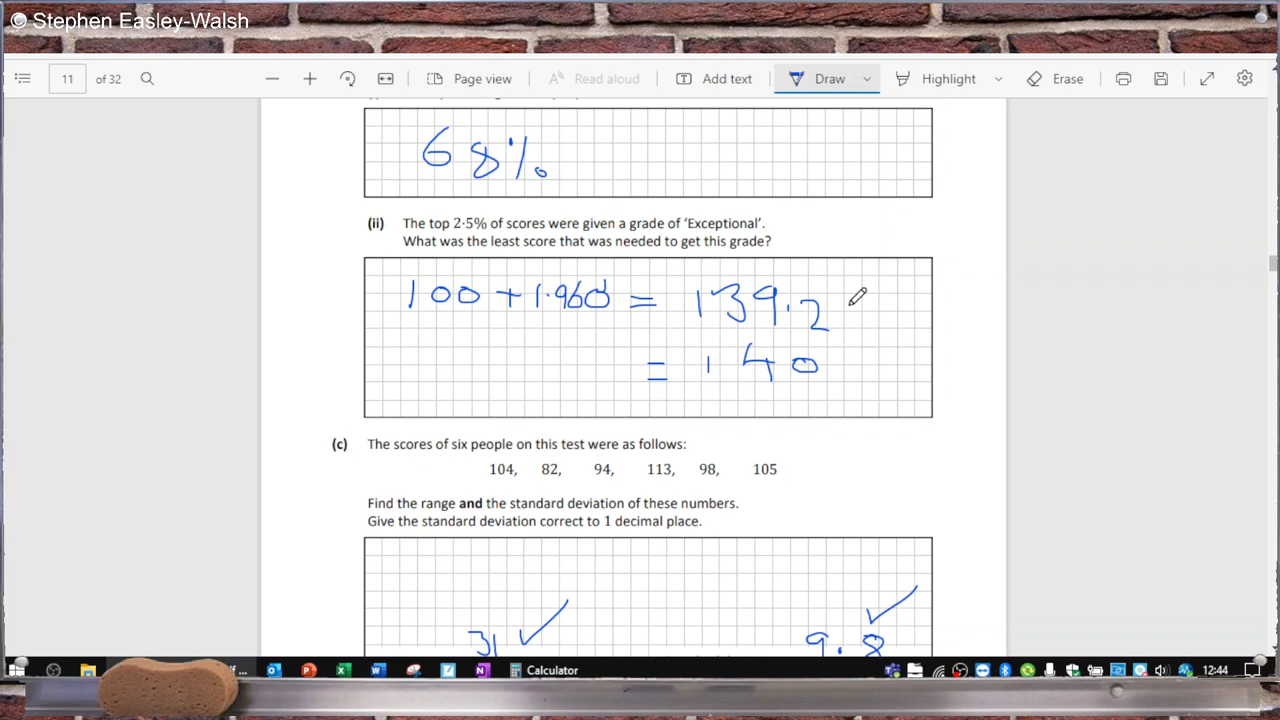 © Stephen Easley-Walsh
11 of 32 Page view Read aloud Add text Draw Highlight Erase
68%
(ii) The top 2·5% of scores were given a grade of ‘Exceptional’.
What was the least score that was needed to get this grade?
100 + 1.96σ = 139.2
= 140
(c) The scores of six people on this test were as follows:
104, 82, 94, 113, 98, 105
Find the range and the standard deviation of these numbers.
Give the standard deviation correct to 1 decimal place.
31 ✓ 9.8 ✓
Calculator 12:44